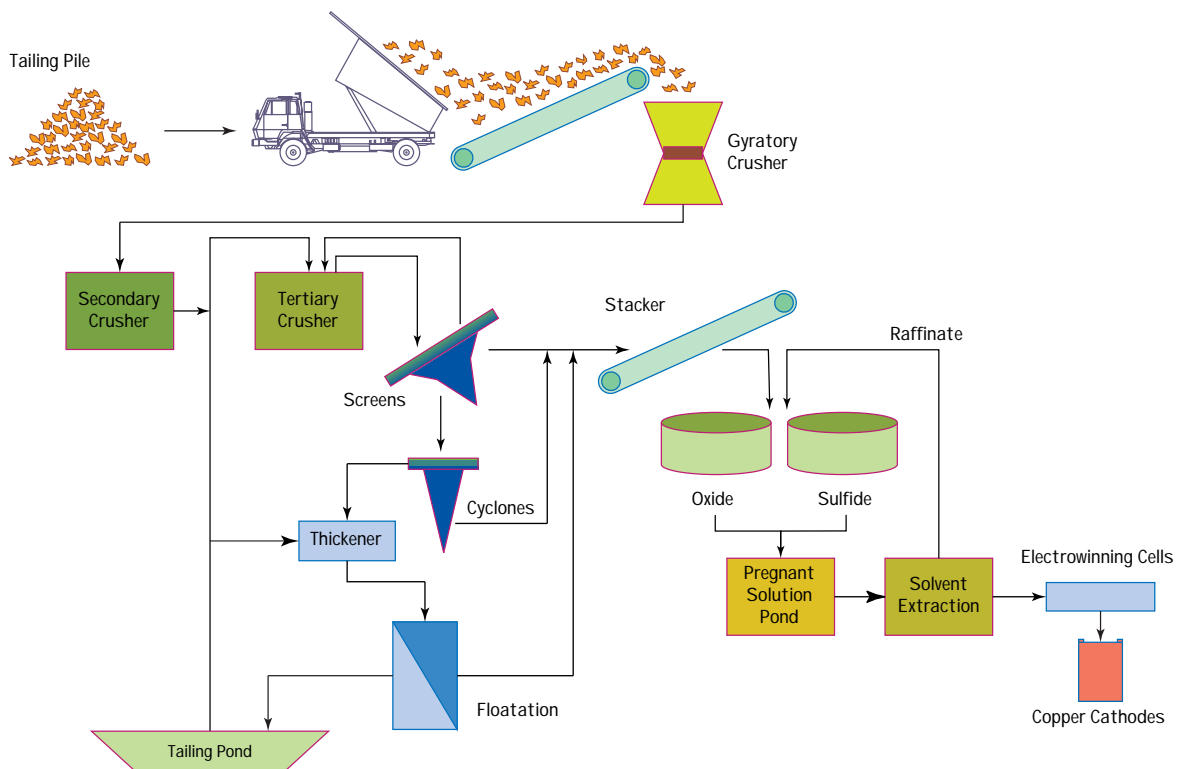 Tailing Pile
Gyratory
Crusher
Secondary
Crusher
Tertiary
Crusher
Stacker
Raffinate
Screens
Oxide
Sulfide
Cyclones
Thickener
Pregnant
Solution
Pond
Solvent
Extraction
Electrowinning Cells
Floatation
Copper Cathodes
Tailing Pond